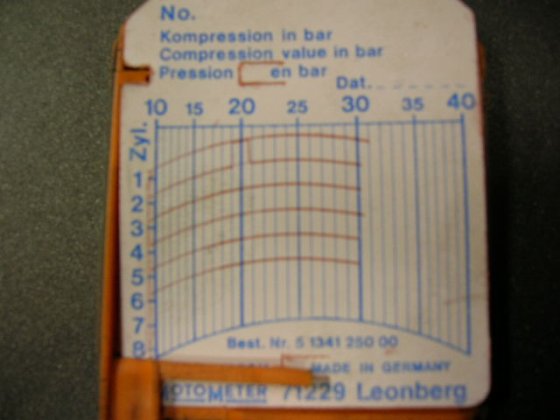 No.
Kompression in bar
Compression value in bar
Pression en bar
Dat.
10 15 20 25 30 35 40
Zyl.
1
2
3
4
5
6
7
8
Best. Nr. 5 1341 250 00
MADE IN GERMANY
MOTOMETER 71229 Leonberg